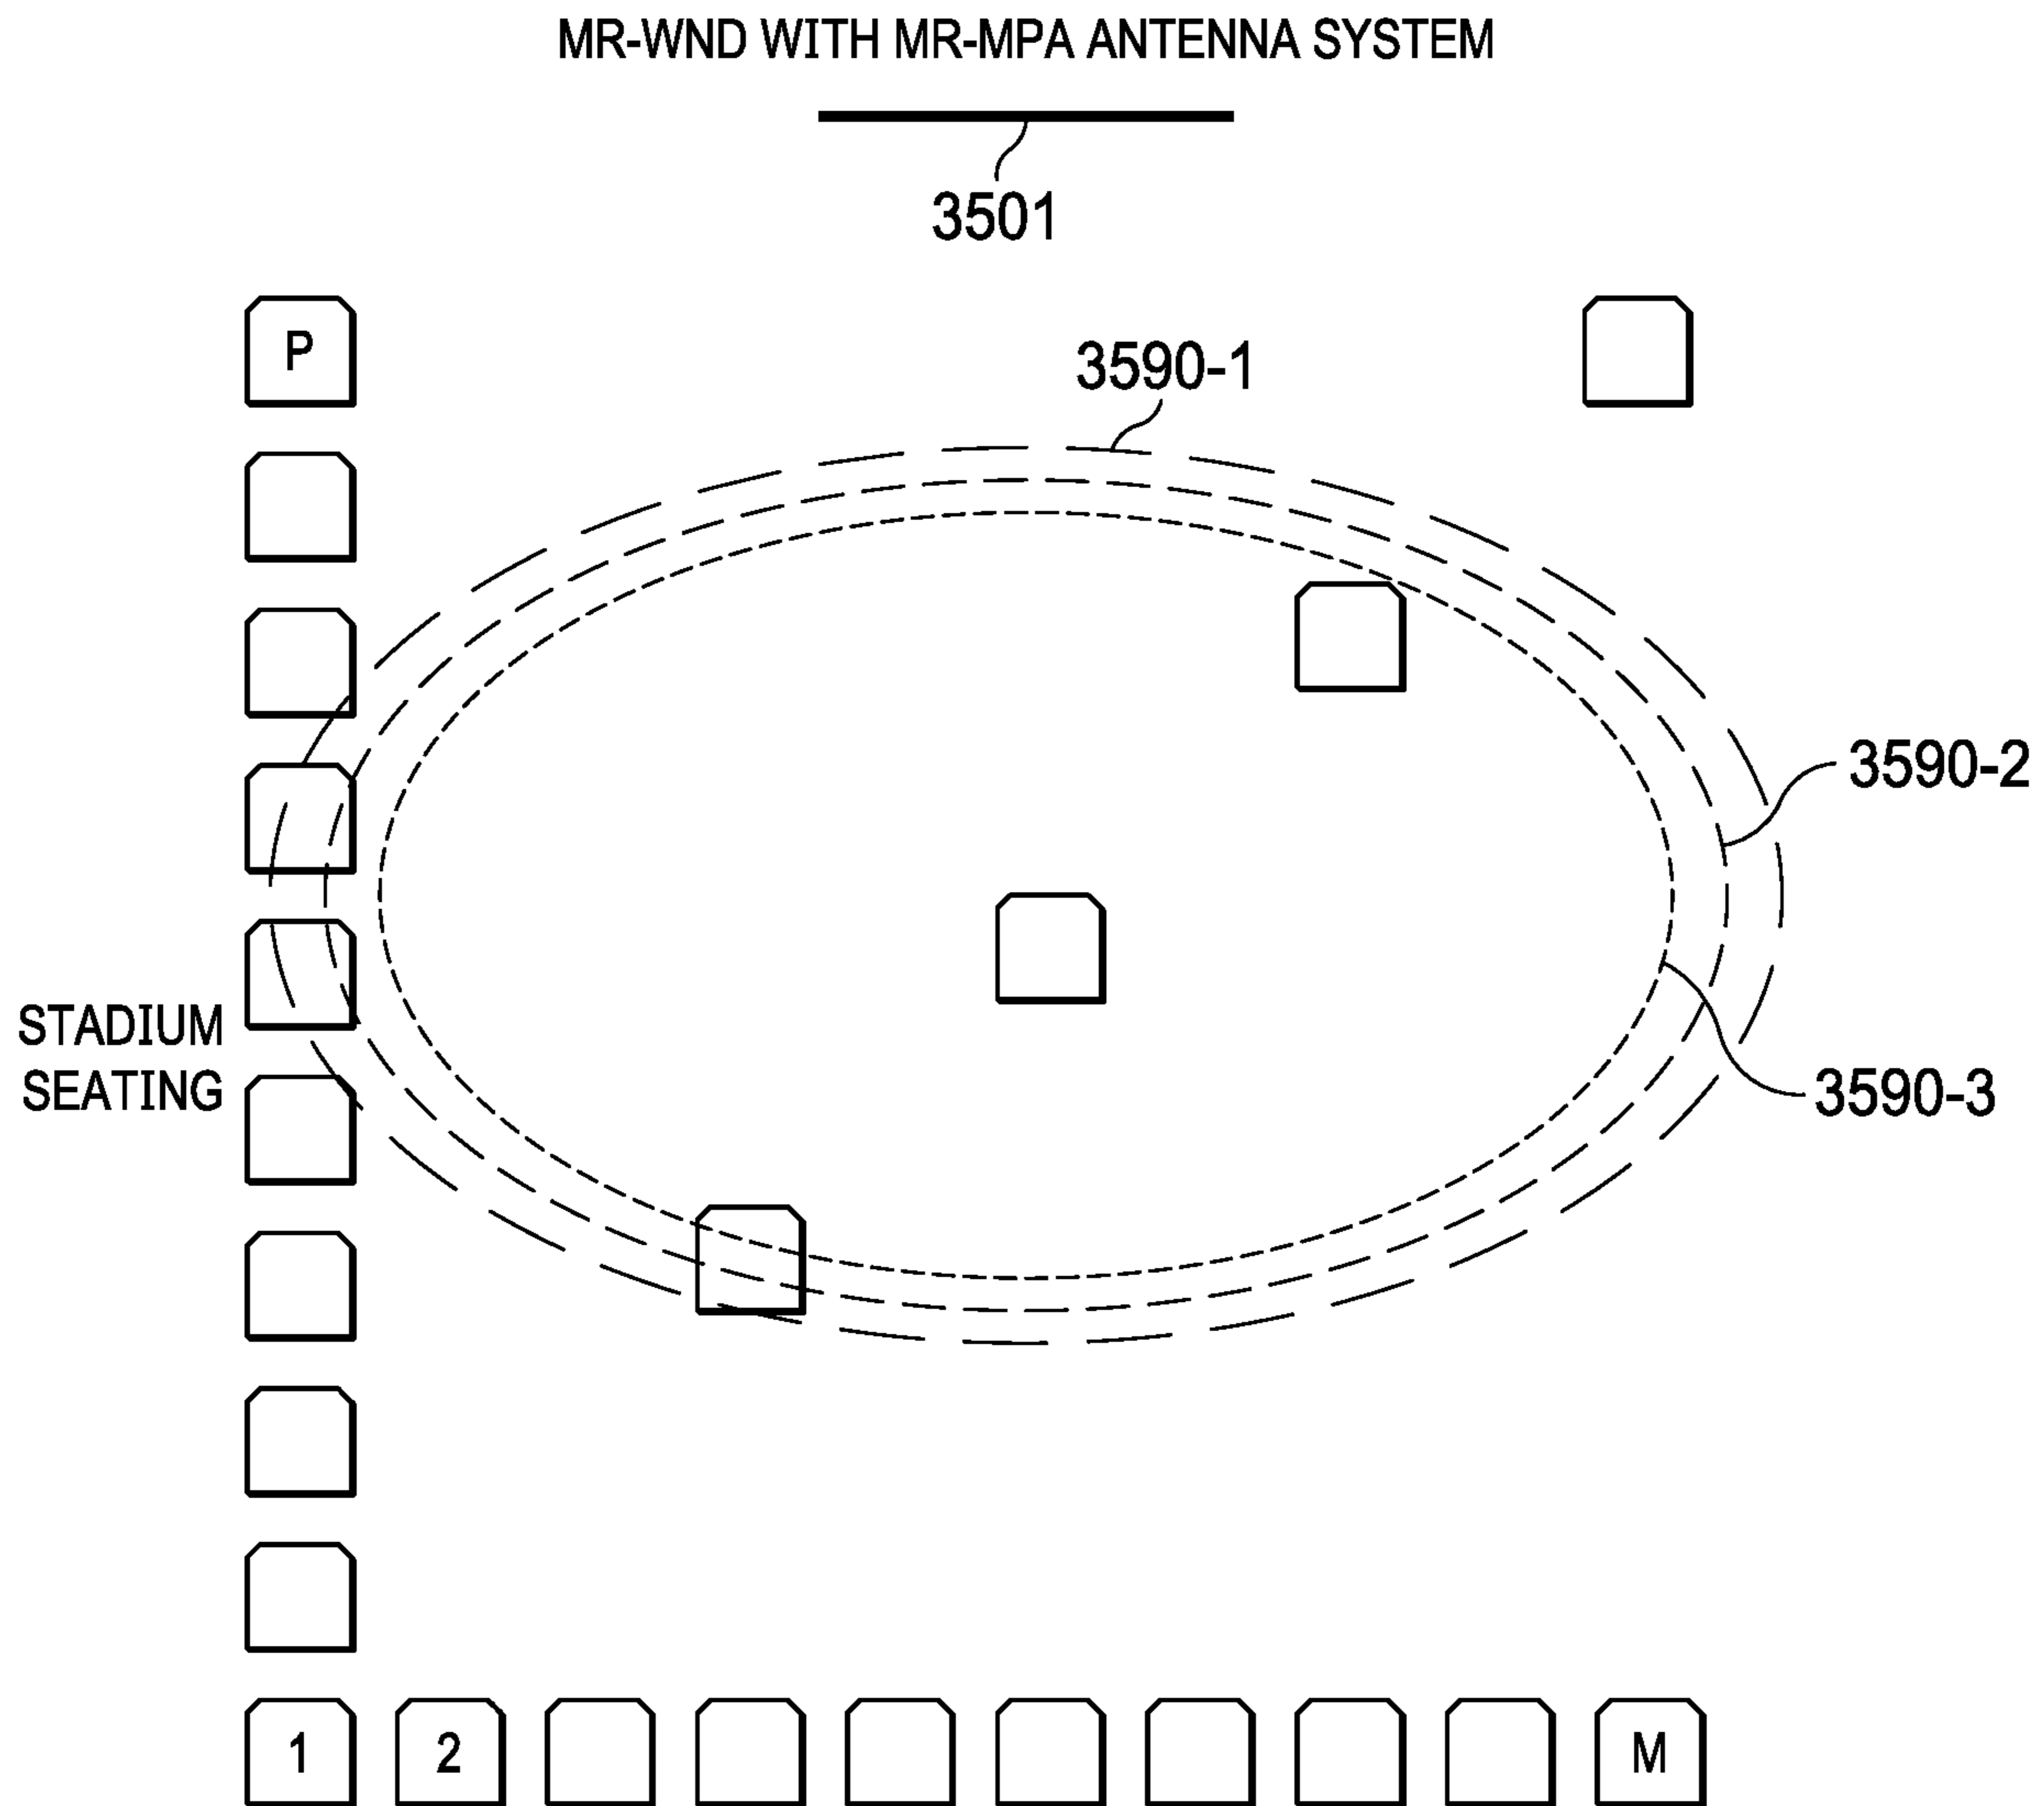 MR-WND WITH MR-MPA ANTENNA SYSTEM
3501
P
3590-1
3590-2
STADIUM
SEATING
3590-3
1 2 M